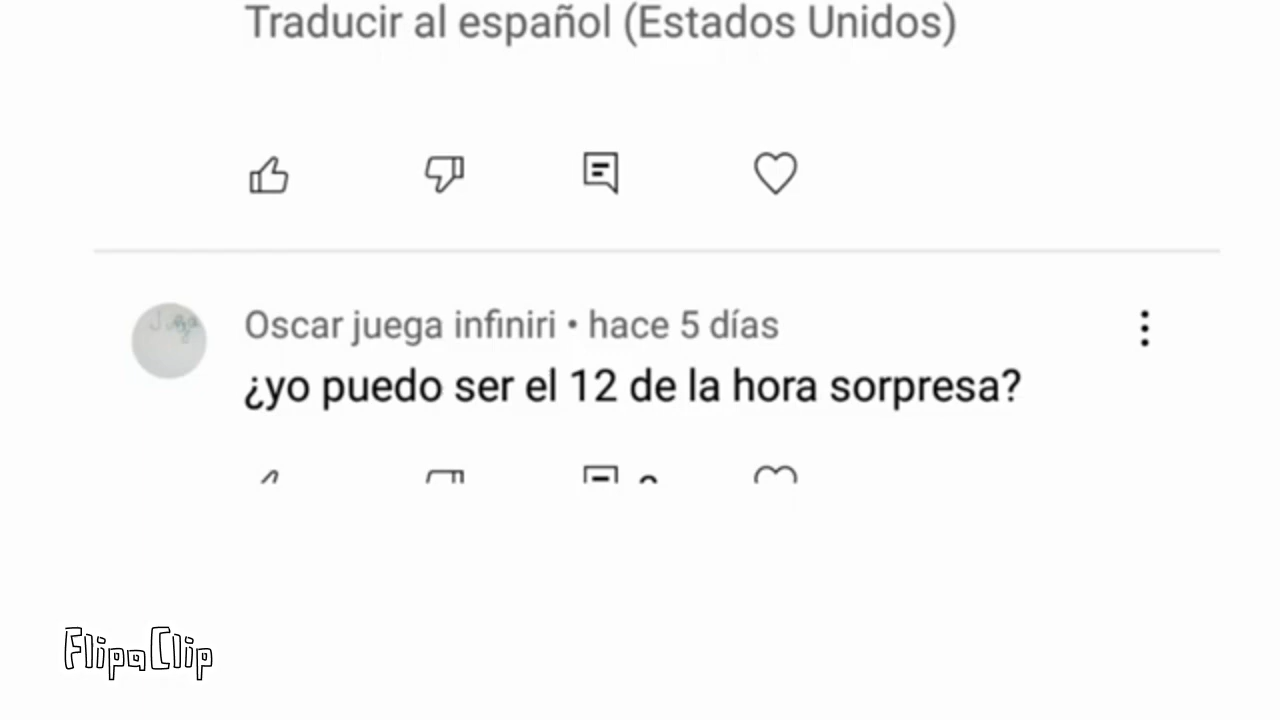 Traducir al español (Estados Unidos)
Oscar juega infiniri • hace 5 días
¿yo puedo ser el 12 de la hora sorpresa?
FlipaClip